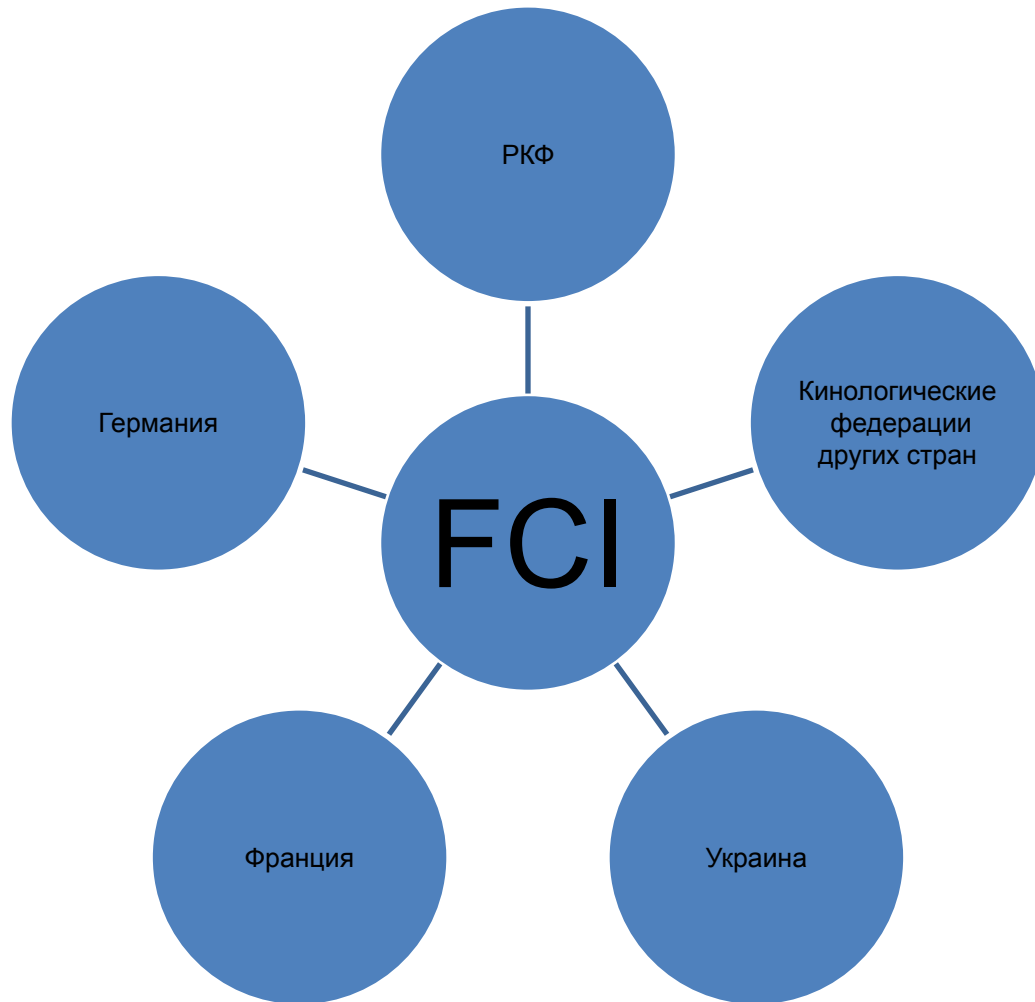 РКФ
Германия
Кинологические
федерации
других стран
FCI
Франция
Украина